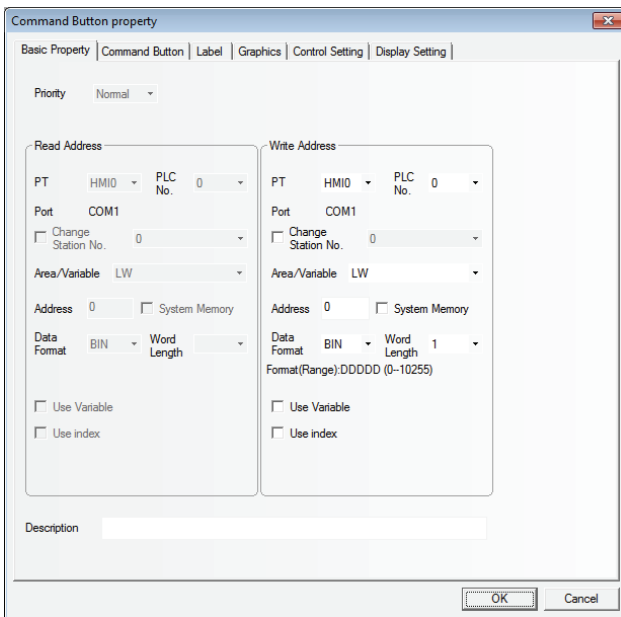 Command Button property
Basic Property Command Button Label Graphics Control Setting Display Setting
Priority Normal
Read Address
PT HMI0 PLC No. 0
Port COM1
Change Station No. 0
Area/Variable LW
Address 0 System Memory
Data Format BIN Word Length
Use Variable
Use index
Write Address
PT HMI0 PLC No. 0
Port COM1
Change Station No. 0
Area/Variable LW
Address 0 System Memory
Data Format BIN Word Length 1
Format(Range):DDDDD (0--10255)
Use Variable
Use index
Description
OK Cancel